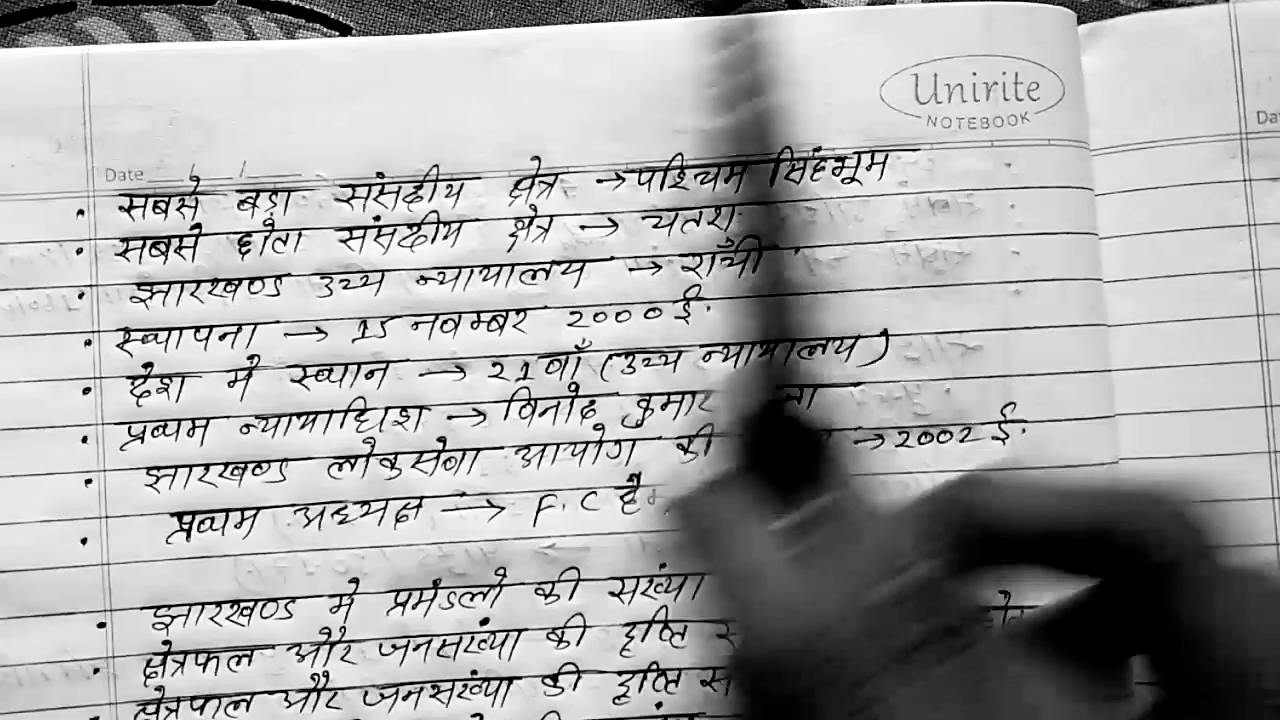 Unirite
NOTEBOOK
Date
Da
सबसे बड़ा संसदीय क्षेत्र → पश्चिम सिंहभूम
सबसे छोटा संसदीय क्षेत्र → चतरा
झारखण्ड उच्च न्यायालय → राँची
स्थापना → 15 नवम्बर 2000 ई.
देश मे स्थान → 21 वाँ (उच्च न्यायालय)
प्रथम न्यायाधिश → विनोद कुमार
झारखण्ड लोकसेवा आयोग की → 2002 ई.
प्रथम अध्यक्ष → F.C
झारखण्ड मे प्रमंडलो की संख्या
क्षेत्रफल और जनसंख्या की दृष्टि
क्षेत्रफल और जनसंख्या की दृष्टि